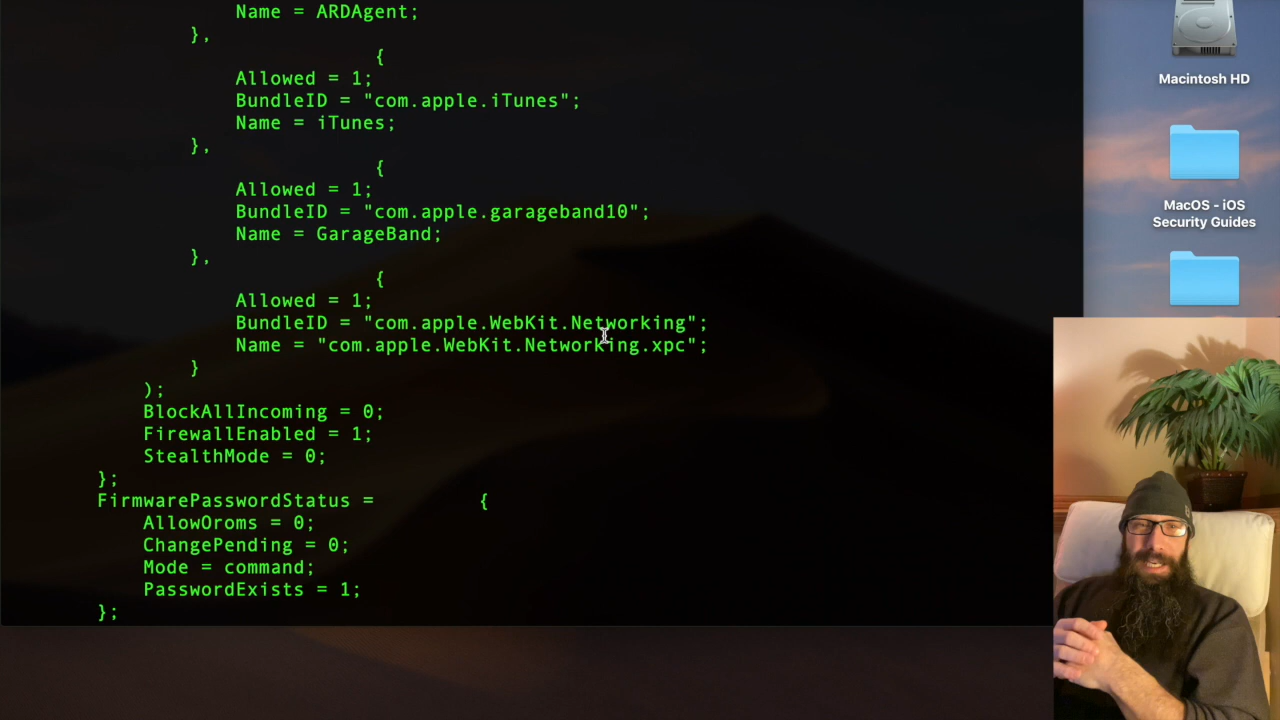 Name = ARDAgent;
},
{
Allowed = 1;
BundleID = "com.apple.iTunes";
Name = iTunes;
},
{
Allowed = 1;
BundleID = "com.apple.garageband10";
Name = GarageBand;
},
{
Allowed = 1;
BundleID = "com.apple.WebKit.Networking";
Name = "com.apple.WebKit.Networking.xpc";
}
);
BlockAllIncoming = 0;
FirewallEnabled = 1;
StealthMode = 0;
};
FirmwarePasswordStatus = {
AllowOroms = 0;
ChangePending = 0;
Mode = command;
PasswordExists = 1;
};
Macintosh HD
MacOS - iOS
Security Guides